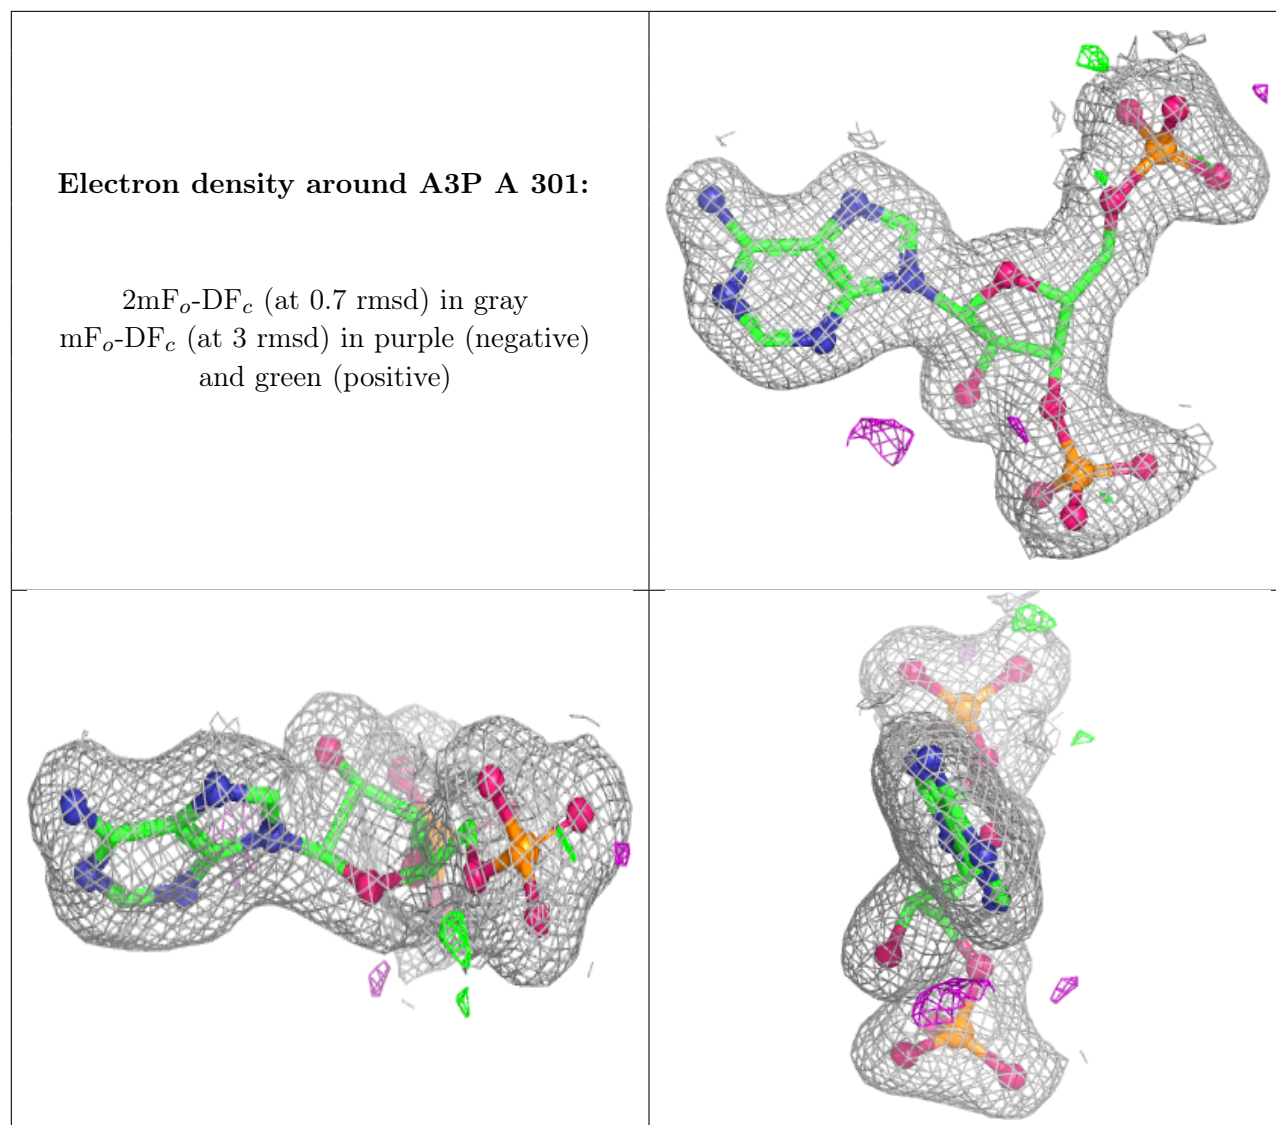 Electron density around A3P A 301:
2mFo-DFc (at 0.7 rmsd) in gray
mFo-DFc (at 3 rmsd) in purple (negative)
and green (positive)